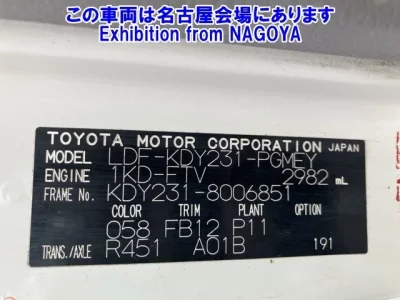 この車両は名古屋会場にあります
Exhibition from NAGOYA
TOYOTA MOTOR CORPORATION JAPAN
MODEL LDF-KDY231-PGMEY
ENGINE 1KD-FTV 2982 mL
FRAME No. KDY231-8006851
COLOR TRIM PLANT OPTION
058 FB12 P11
TRANS./AXLE R451 A01B 191